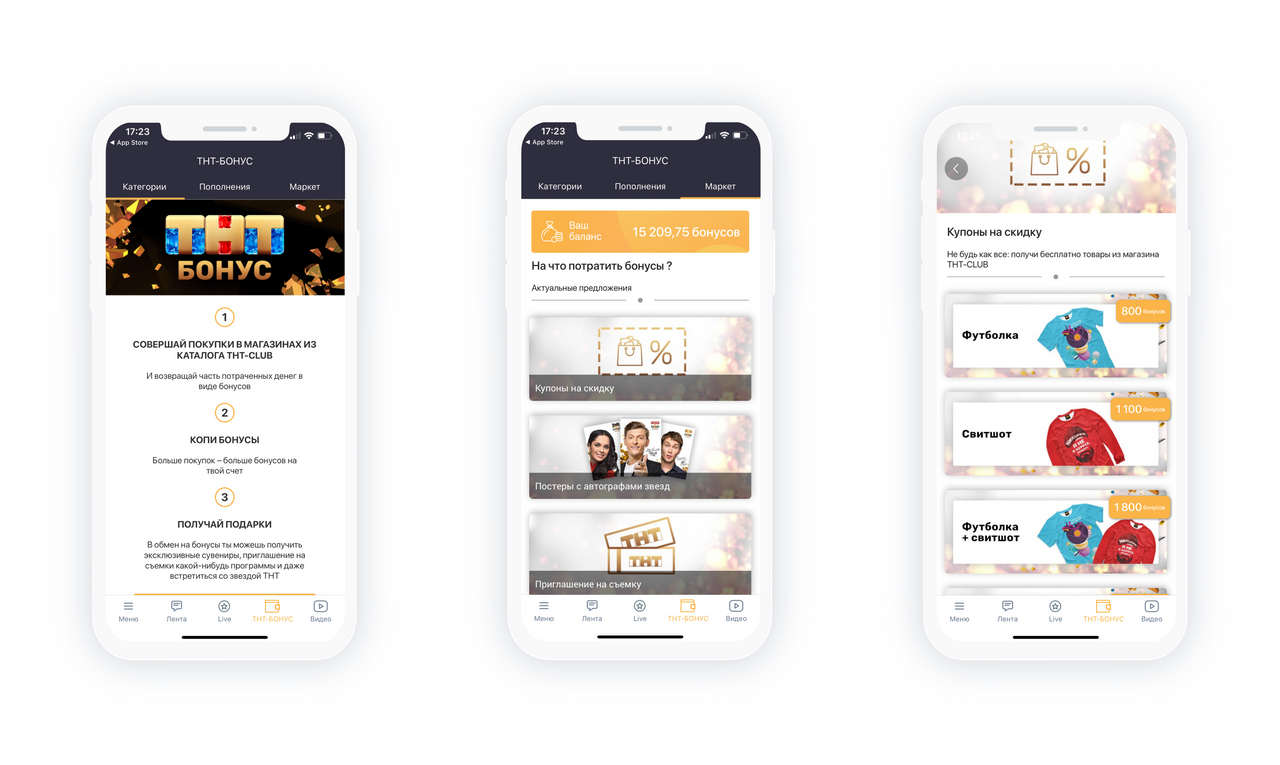 17:23
◀ App Store
ТНТ-БОНУС
Категории
Пополнения
Маркет
ТНТ
БОНУС
1
СОВЕРШАЙ ПОКУПКИ В МАГАЗИНАХ ИЗ
КАТАЛОГА ТНТ-CLUB
И возвращай часть потраченных денег в
виде бонусов
2
КОПИ БОНУСЫ
Больше покупок – больше бонусов на
твой счет
3
ПОЛУЧАЙ ПОДАРКИ
В обмен на бонусы ты можешь получить
эксклюзивные сувениры, приглашение на
съемки какой-нибудь программы и даже
встретиться со звездой ТНТ
Меню
Лента
Live
ТНТ-БОНУС
Видео
17:23
◀ App Store
ТНТ-БОНУС
Категории
Пополнения
Маркет
Ваш
баланс
15 209,75 бонусов
На что потратить бонусы ?
Актуальные предложения
%
Купоны на скидку
Постеры с автографами звезд
ТНТ
ТНТ
Приглашение на съемку
Меню
Лента
Live
ТНТ-БОНУС
Видео
17:23
%
Купоны на скидку
Не будь как все: получи бесплатно товары из магазина
ТНТ-CLUB
800 бонусов
Футболка
1 100 бонусов
Свитшот
1 800 бонусов
Футболка
+ свитшот
Меню
Лента
Live
ТНТ-БОНУС
Видео